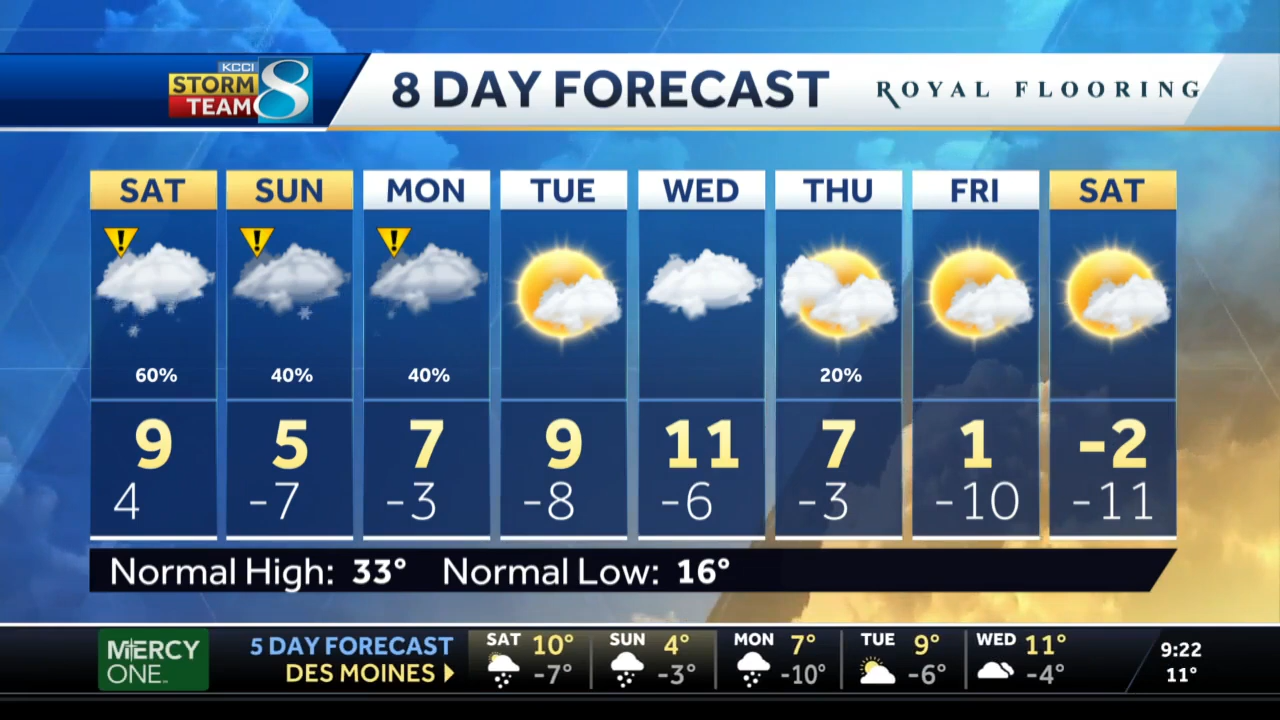 KCCI
STORM
TEAM
8
8 DAY FORECAST
ROYAL FLOORING
SAT SUN MON TUE WED THU FRI SAT
! ! !
60% 40% 40% 20%
9 5 7 9 11 7 1 -2
4 -7 -3 -8 -6 -3 -10 -11
Normal High: 33° Normal Low: 16°
MERCY
ONE
5 DAY FORECAST
DES MOINES
SAT 10° SUN 4° MON 7° TUE 9° WED 11°
-7° -3° -10° -6° -4°
9:22
11°